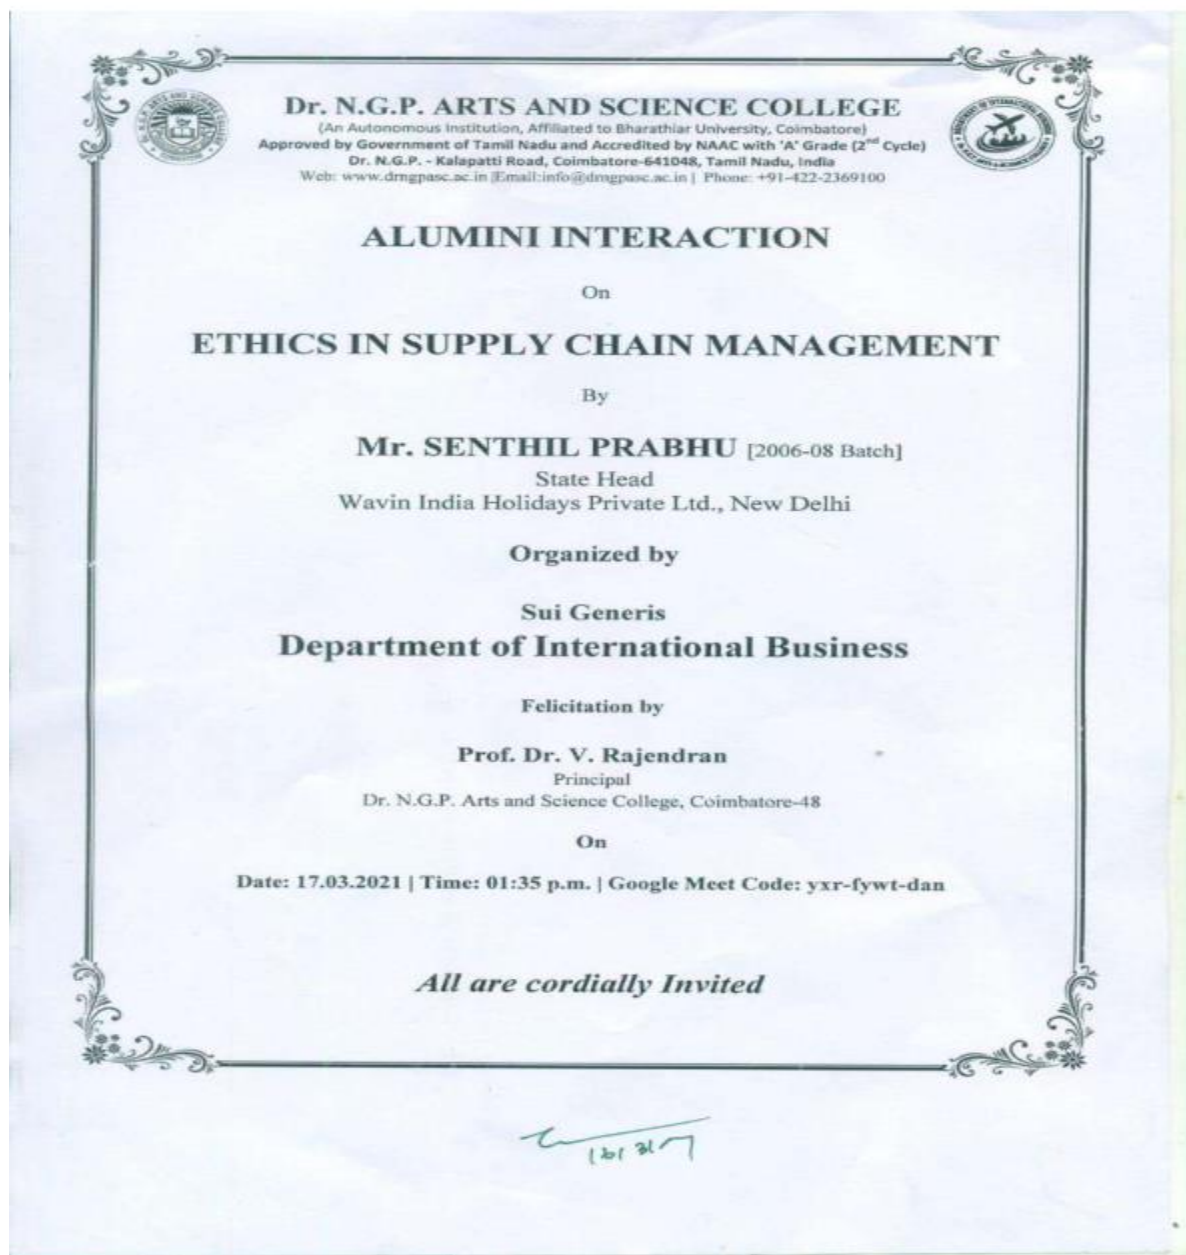 Dr. N.G.P. ARTS AND SCIENCE COLLEGE
(An Autonomous Institution, Affiliated to Bharathiar University, Coimbatore)
Approved by Government of Tamil Nadu and Accredited by NAAC with 'A' Grade (2nd Cycle)
Dr. N.G.P. - Kalapatti Road, Coimbatore-641048, Tamil Nadu, India
Web: www.drngpasc.ac.in |Email:info@drngpasc.ac.in | Phone: +91-422-2369100
ALUMINI INTERACTION
On
ETHICS IN SUPPLY CHAIN MANAGEMENT
By
Mr. SENTHIL PRABHU [2006-08 Batch]
State Head
Wavin India Holidays Private Ltd., New Delhi
Organized by
Sui Generis
Department of International Business
Felicitation by
Prof. Dr. V. Rajendran
Principal
Dr. N.G.P. Arts and Science College, Coimbatore-48
On
Date: 17.03.2021 | Time: 01:35 p.m. | Google Meet Code: yxr-fywt-dan
All are cordially Invited